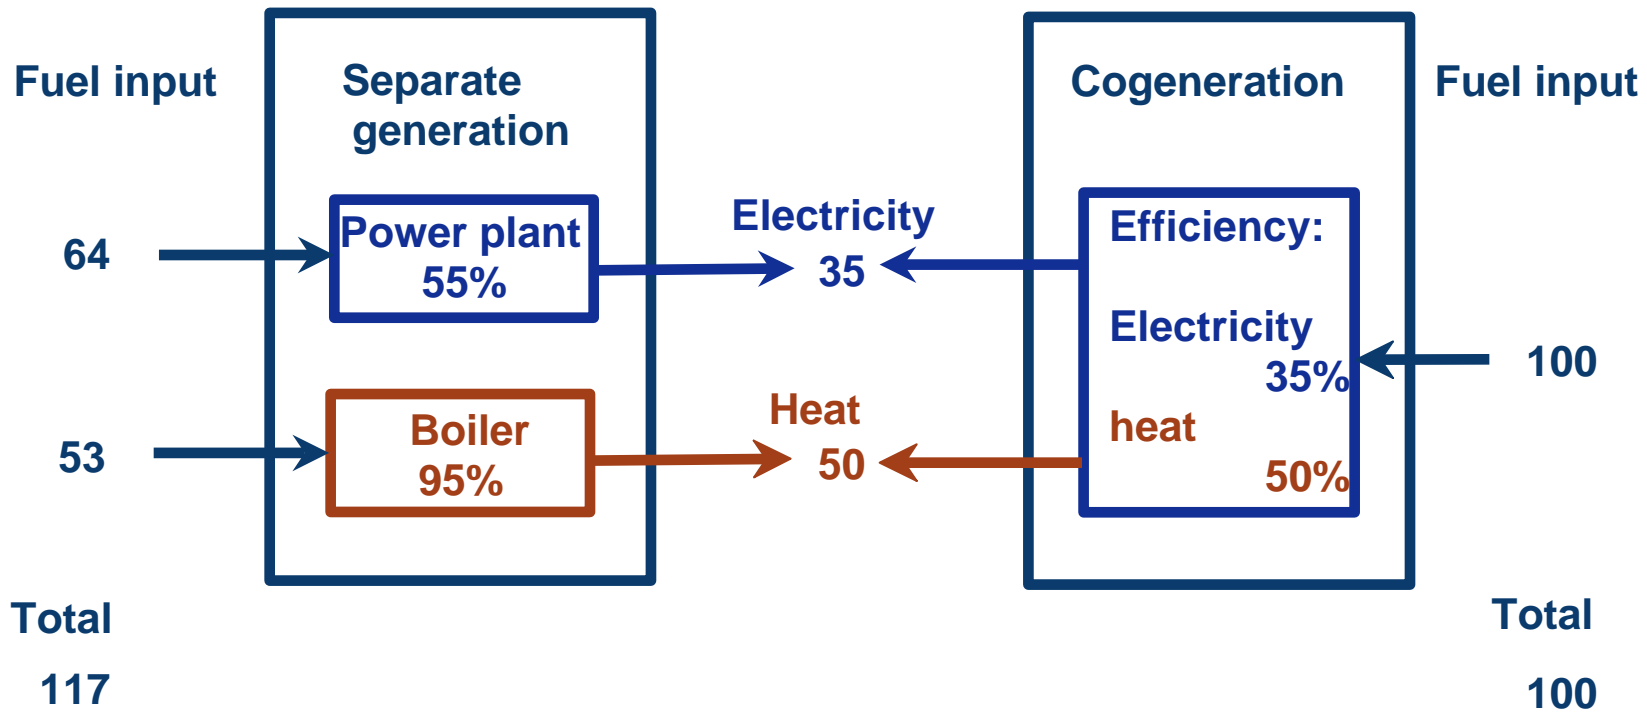 Fuel input
Separate
generation
Power plant
55%
64
Boiler
95%
53
Total
117
Electricity
35
Heat
50
Cogeneration
Efficiency:
Electricity
35%
heat
50%
Fuel input
100
Total
100